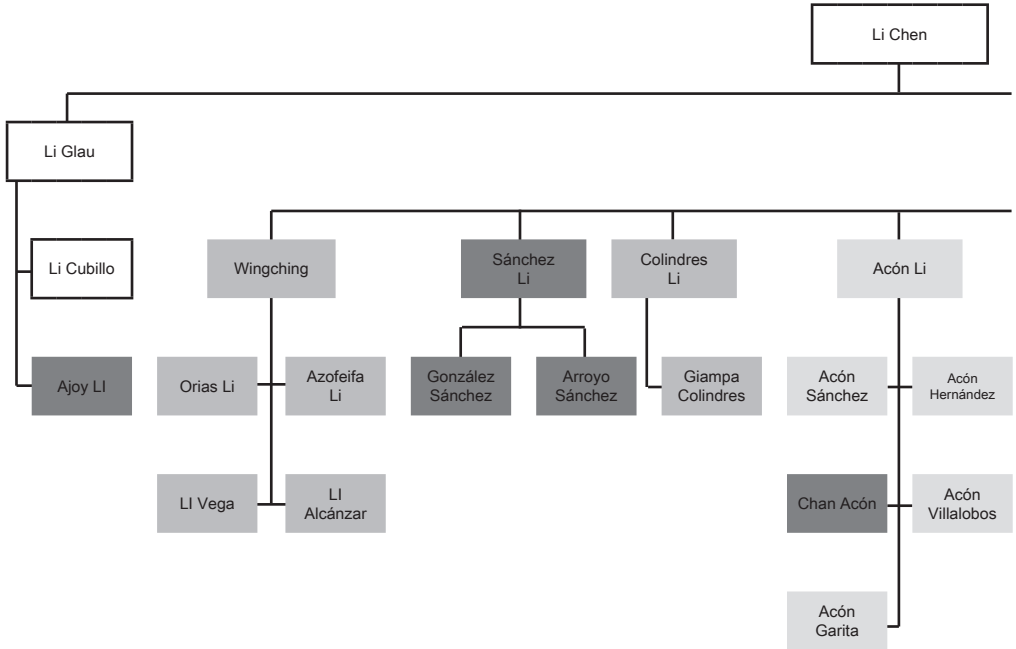 Li Chen
Li Glau
Li Cubillo
Wingching
Sánchez
Li
Colindres
Li
Acón Li
Ajoy LI
Orias Li
Azofeifa
Li
González
Sánchez
Arroyo
Sánchez
Giampa
Colindres
Acón
Sánchez
Acón
Hernández
LI Vega
LI
Alcánzar
Chan Acón
Acón
Villalobos
Acón
Garita